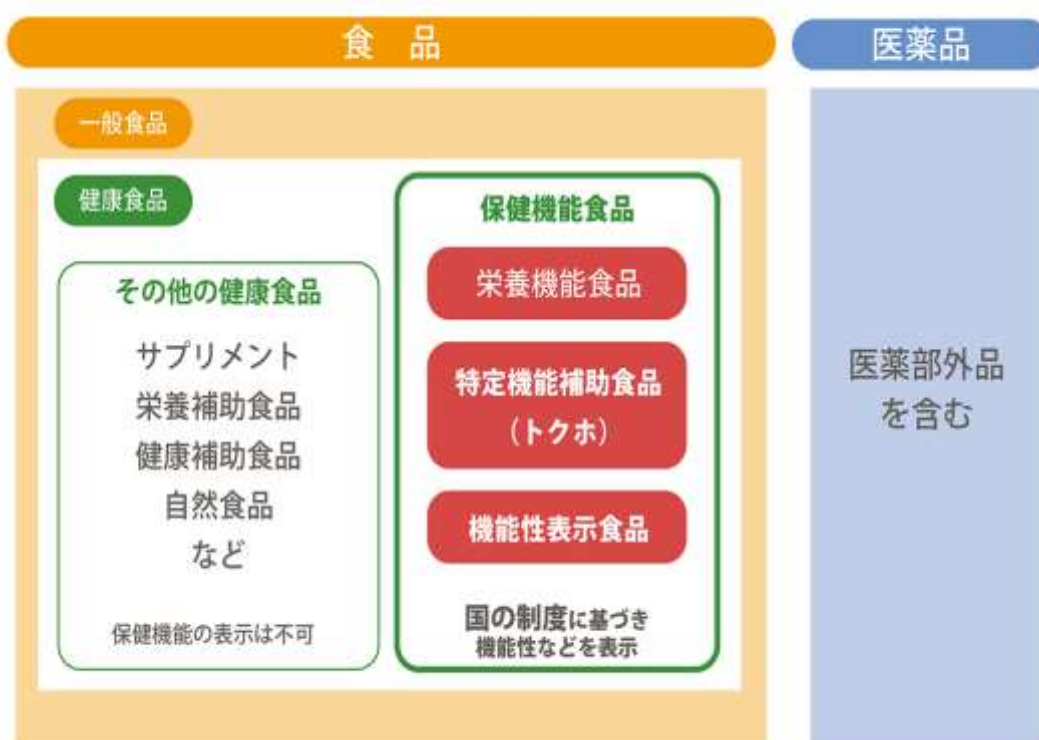 食 品
医薬品
一般食品
健康食品
その他の健康食品
サプリメント
栄養補助食品
健康補助食品
自然食品
など
保健機能の表示は不可
保健機能食品
栄養機能食品
特定機能補助食品
（トクホ）
機能性表示食品
国の制度に基づき
機能性などを表示
医薬部外品
を含む